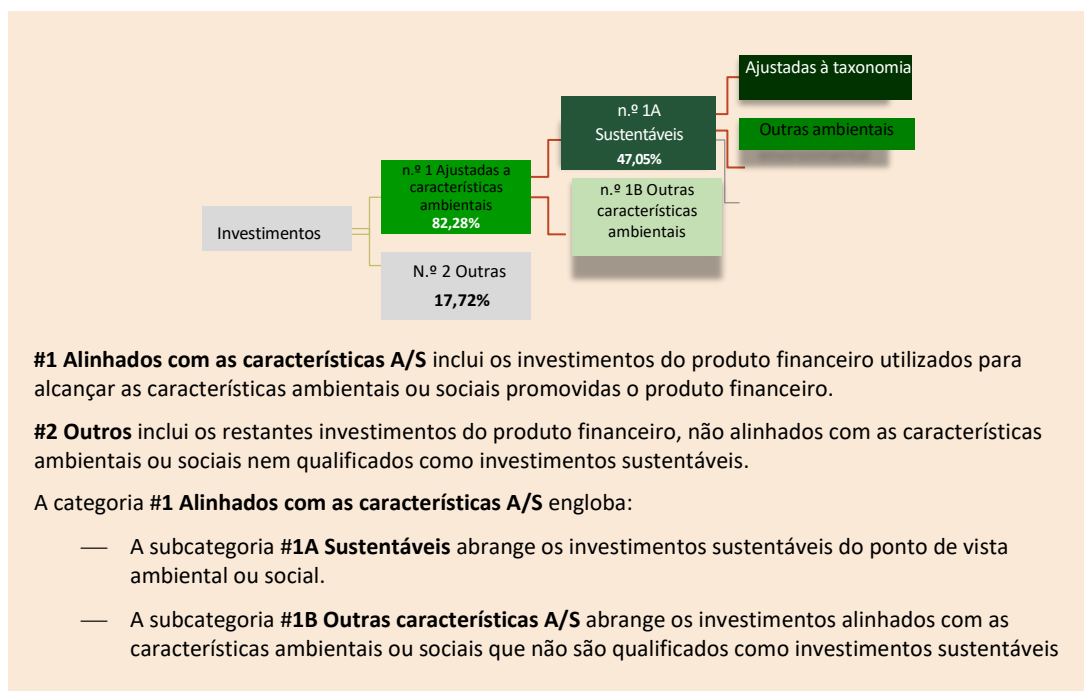 Ajustadas à taxonomia
n.º 1A
Sustentáveis
47,05%
Outras ambientais
n.º 1 Ajustadas a
características
ambientais
82,28%
n.º 1B Outras
características
ambientais
Investimentos
N.º 2 Outras
17,72%
#1 Alinhados com as características A/S inclui os investimentos do produto financeiro utilizados para
alcançar as características ambientais ou sociais promovidas o produto financeiro.
#2 Outros inclui os restantes investimentos do produto financeiro, não alinhados com as características
ambientais ou sociais nem qualificados como investimentos sustentáveis.
A categoria #1 Alinhados com as características A/S engloba:
— A subcategoria #1A Sustentáveis abrange os investimentos sustentáveis do ponto de vista
ambiental ou social.
— A subcategoria #1B Outras características A/S abrange os investimentos alinhados com as
características ambientais ou sociais que não são qualificados como investimentos sustentáveis